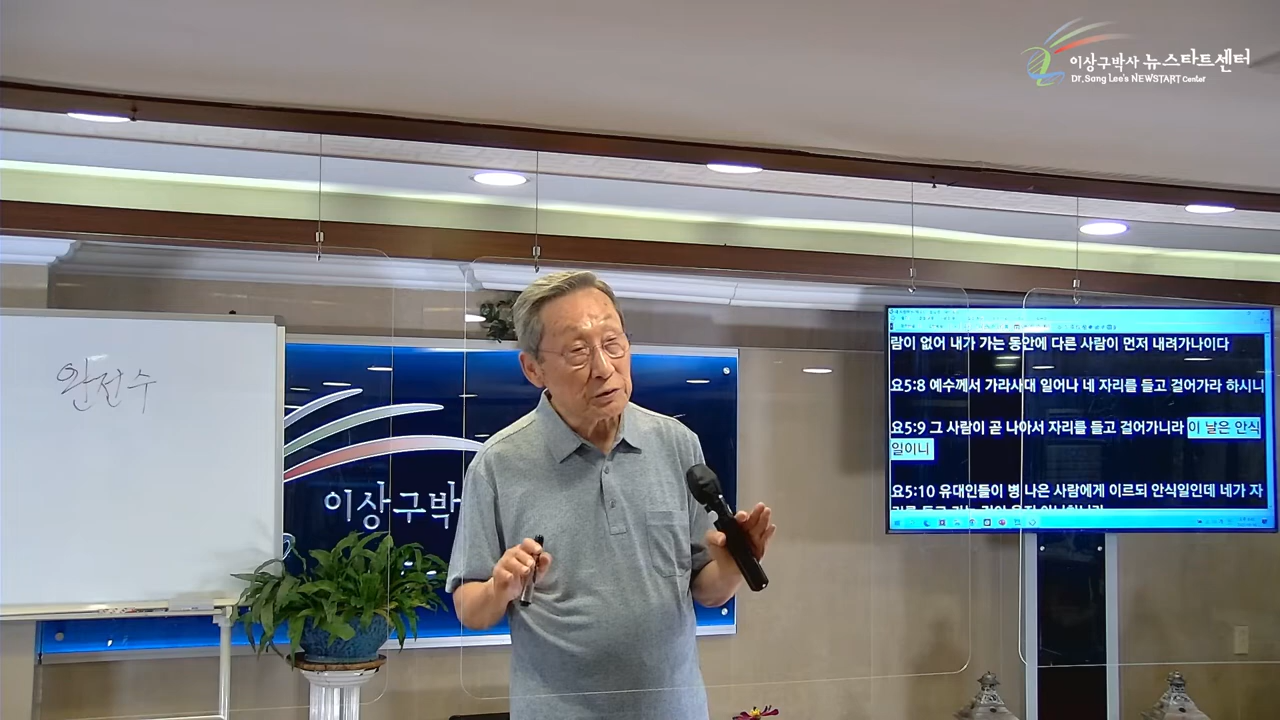 이상구박사 뉴스타트센터
Dr. Sang Lee's NEWSTART Center
완전수
이상구박
람이 없어 내가 가는 동안에 다른 사람이 먼저 내려가나이다
요5:8 예수께서 가라사대 일어나 네 자리를 들고 걸어가라 하시니
요5:9 그 사람이 곧 나아서 자리를 들고 걸어가니라 이 날은 안식
일이니
요5:10 유대인들이 병 나은 사람에게 이르되 안식일인데 네가 자